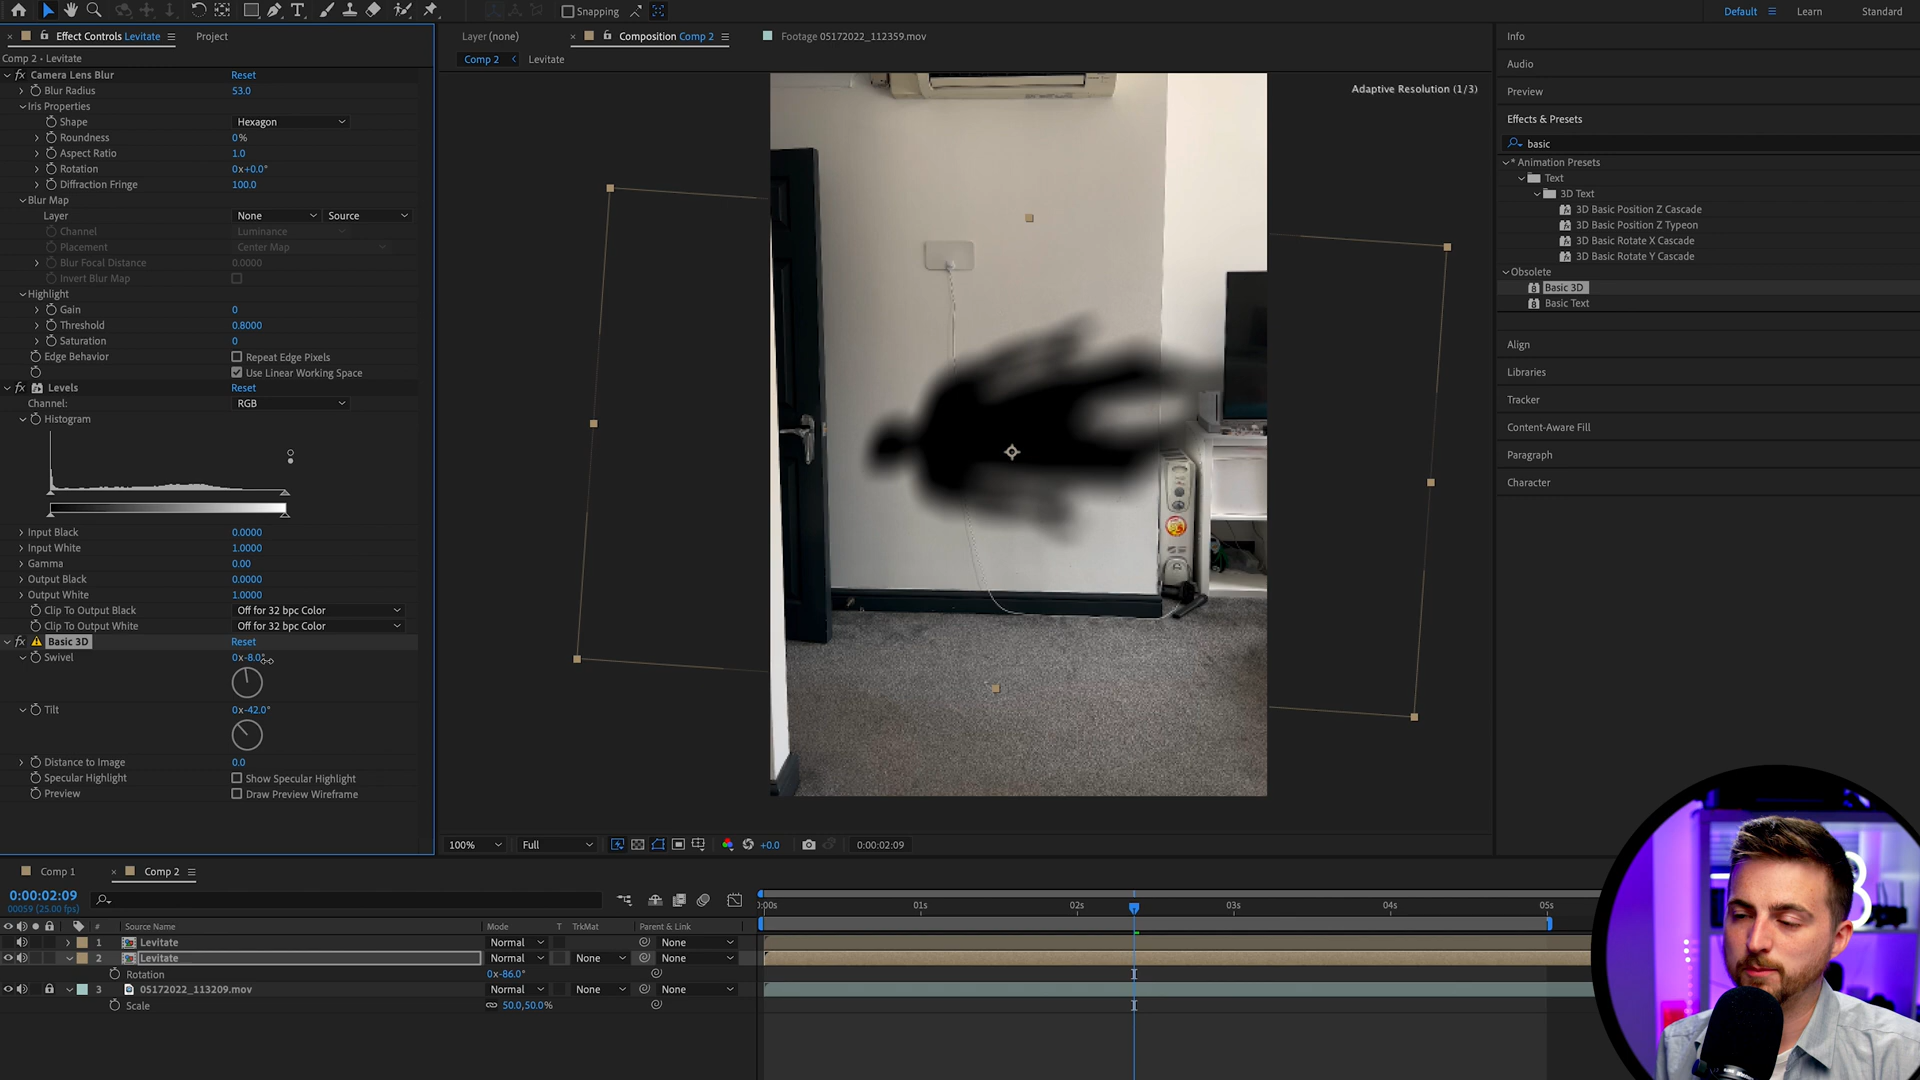 Snapping
Default
Learn
Standard
Effect Controls Levitate
Project
Layer (none)
Composition Comp 2
Footage 05172022_112359.mov
Comp 2 - Levitate
Comp 2
Levitate
Camera Lens Blur Reset
Blur Radius 53.0
Iris Properties
Shape Hexagon
Roundness 0%
Aspect Ratio 1.0
Rotation 0x+0.0°
Diffraction Fringe 100.0
Blur Map
Layer None Source
Channel Luminance
Placement Center Map
Blur Focal Distance 0.0000
Invert Blur Map
Highlight
Gain 0
Threshold 0.8000
Saturation 0
Edge Behavior Repeat Edge Pixels
Use Linear Working Space
Levels Reset
Channel: RGB
Histogram
Input Black 0.0000
Input White 1.0000
Gamma 0.00
Output Black 0.0000
Output White 1.0000
Clip To Output Black Off for 32 bpc Color
Clip To Output White Off for 32 bpc Color
Basic 3D Reset
Swivel 0x-8.0°
Tilt 0x-42.0°
Distance to Image 0.0
Specular Highlight Show Specular Highlight
Preview Draw Preview Wireframe
Adaptive Resolution (1/3)
100%
Full
+0.0
0:00:02:09
Info
Audio
Preview
Effects & Presets
basic
* Animation Presets
Text
3D Text
3D Basic Position Z Cascade
3D Basic Position Z Typeon
3D Basic Rotate X Cascade
3D Basic Rotate Y Cascade
Obsolete
Basic 3D
Basic Text
Align
Libraries
Tracker
Content-Aware Fill
Paragraph
Character
Comp 1
Comp 2
0:00:02:09
00059 (25.00 fps)
# Source Name Mode T TrkMat Parent & Link
1 Levitate Normal None
2 Levitate Normal None None
Rotation 0x-86.0°
3 05172022_113209.mov Normal None None
Scale 50.0,50.0%
:00s 01s 02s 03s 04s 05s